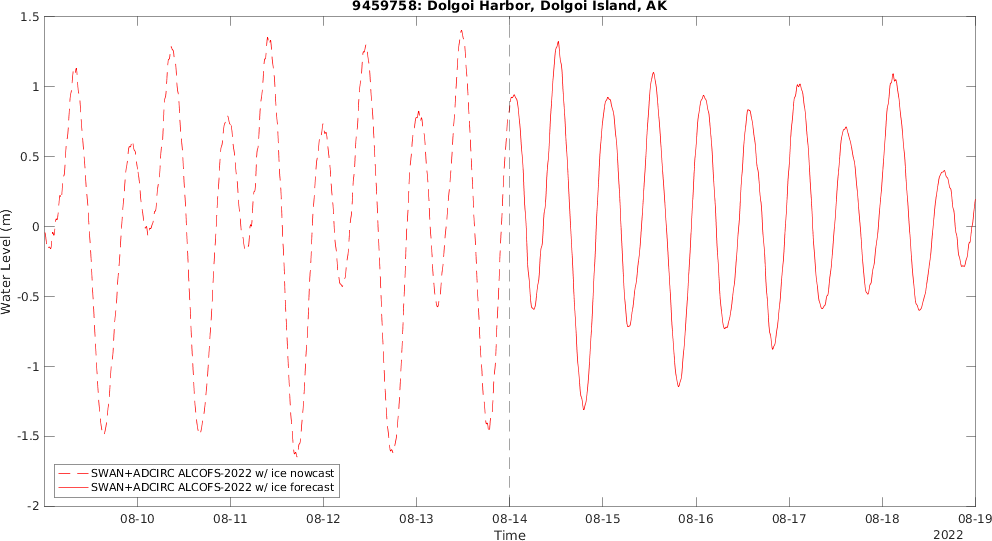 9459758: Dolgoi Harbor, Dolgoi Island, AK
1.5
1
0.5
0
-0.5
-1
-1.5
-2
Water Level (m)
SWAN+ADCIRC ALCOFS-2022 w/ ice nowcast
SWAN+ADCIRC ALCOFS-2022 w/ ice forecast
08-10 08-11 08-12 08-13 08-14 08-15 08-16 08-17 08-18 08-19
Time
2022